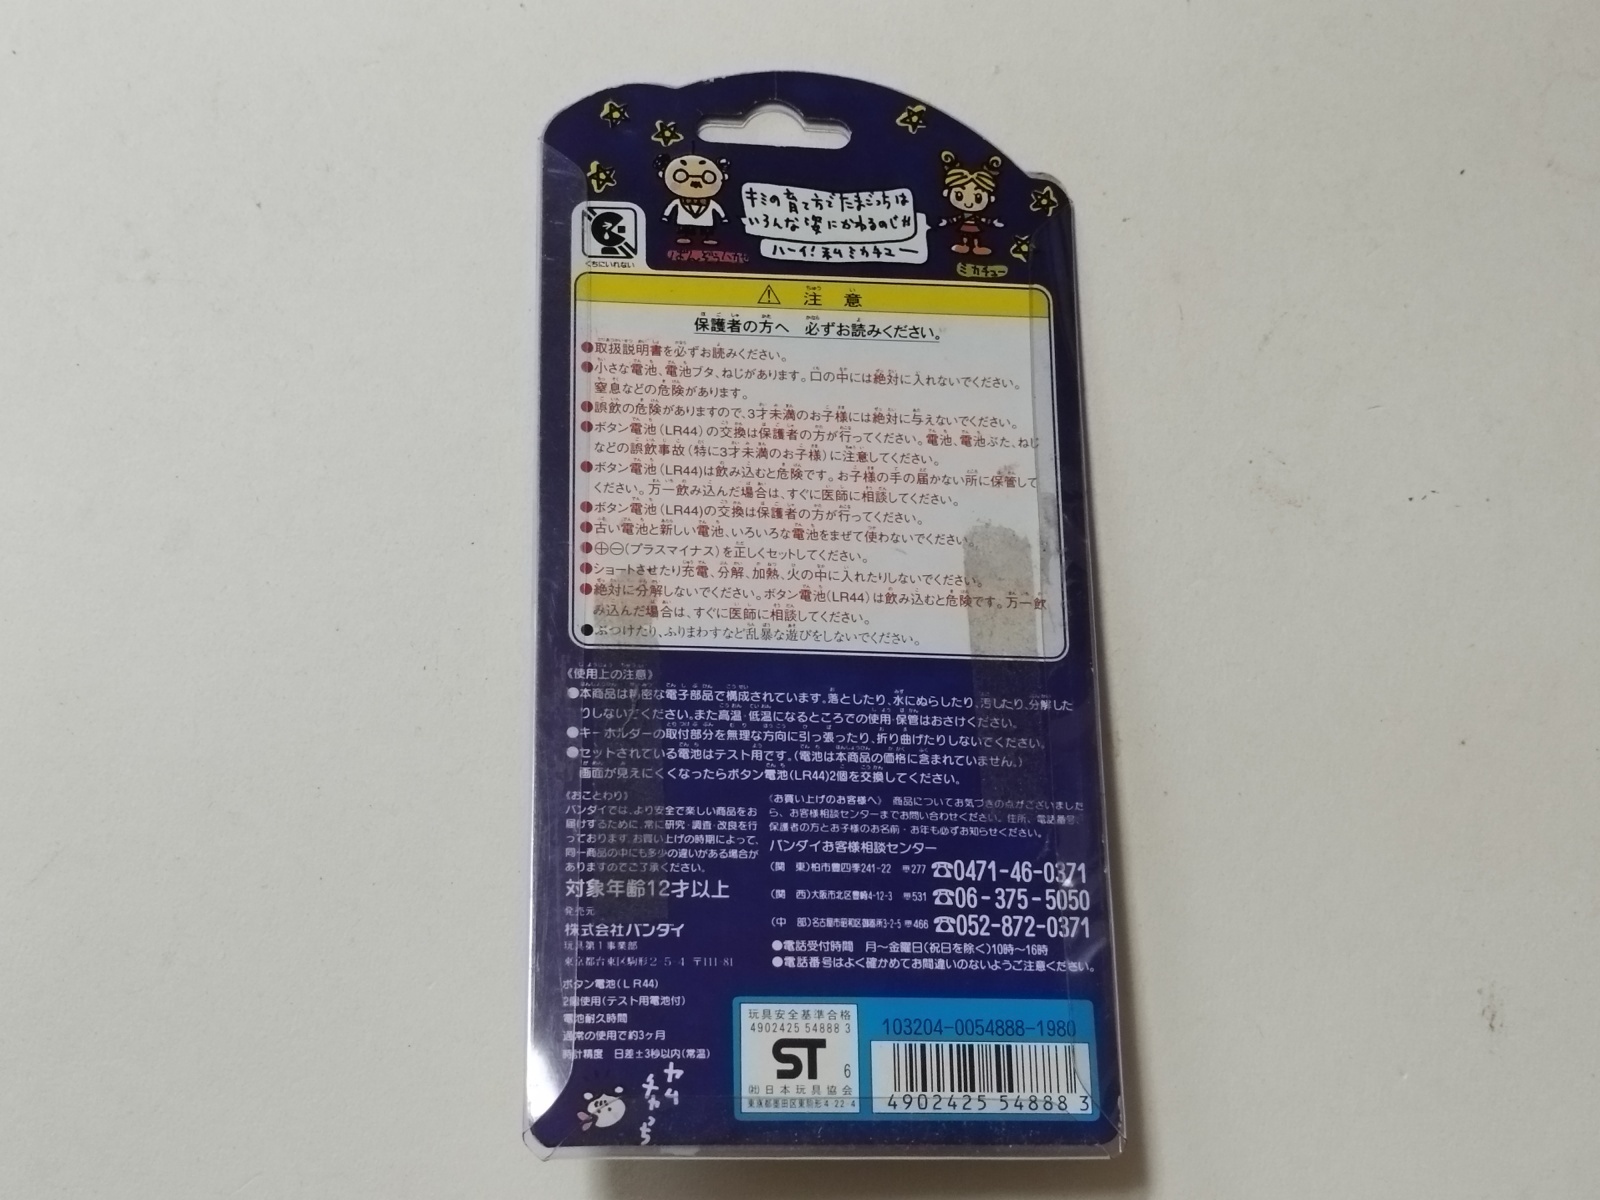 キミの育て方でたまごっちは
いろんな姿にかわるのじゃ
ハーイ!私ミカチュー
ミカチュー
くちにいれない
注意
保護者の方へ 必ずお読みください。
●取扱説明書を必ずお読みください。
●小さな電池、電池ブタ、ねじがあります。口の中には絶対に入れないでください。
窒息などの危険があります。
●誤飲の危険がありますので、3才未満のお子様には絶対に与えないでください。
●ボタン電池(LR44)の交換は保護者の方が行ってください。電池、電池ぶた、ねじ
などの誤飲事故(特に3才未満のお子様)に注意してください。
●ボタン電池(LR44)は飲み込むと危険です。お子様の手の届かない所に保管して
ください。万一飲み込んだ場合は、すぐに医師に相談してください。
●ボタン電池(LR44)の交換は保護者の方が行ってください。
●古い電池と新しい電池、いろいろな電池をまぜて使わないでください。
●⊕⊖(プラスマイナス)を正しくセットしてください。
●ショートさせたり充電、分解、加熱、火の中に入れたりしないでください。
●絶対に分解しないでください。ボタン電池(LR44)は飲み込むと危険です。万一飲
み込んだ場合は、すぐに医師に相談してください。
●ぶつけたり、ふりまわすなど乱暴な遊びをしないでください。
《使用上の注意》
●本商品は精密な電子部品で構成されています。落としたり、水にぬらしたり、汚したり、分解した
りしないでください。また高温・低温になるところでの使用・保管はおさけください。
●キーホルダーの取付部分を無理な方向に引っ張ったり、折り曲げたりしないでください。
●セットされている電池はテスト用です。(電池は本商品の価格に含まれていません。)
画面が見えにくくなったらボタン電池(LR44)2個を交換してください。
《おことわり》
バンダイでは、より安全で楽しい商品をお
届けするために、常に研究・調査・改良を行
っております。お買い上げの時期によって、
同一商品の中にも多少の違いがある場合が
ありますのでご了承ください。
対象年齢12才以上
発売元
株式会社バンダイ
玩具第1事業部
東京都台東区駒形2-5-4 〒111-81
《お買い上げのお客様へ》 商品についてお気づきの点がございました
ら、お客様相談センターまでお問い合わせください。住所、電話番号、
保護者の方とお子様のお名前・お年も必ずお知らせください。
バンダイお客様相談センター
(関 東)柏市豊四季241-22 〒277 ☎0471-46-0371
(関 西)大阪市北区豊崎4-12-3 〒531 ☎06-375-5050
(中 部)名古屋市昭和区御器所3-2-5 〒466 ☎052-872-0371
●電話受付時間 月〜金曜日(祝日を除く)10時〜16時
●電話番号はよく確かめてお間違いのないようご注意ください。
ボタン電池(LR44)
2個使用(テスト用電池付)
電池耐久時間
通常の使用で約3ヶ月
時計精度 日差±3秒以内(常温)
玩具安全基準合格
4902425 54888 3
ST
6
(社)日本玩具協会
東京都墨田区東駒形4-22-4
103204-0054888-1980
4902425 54888 3